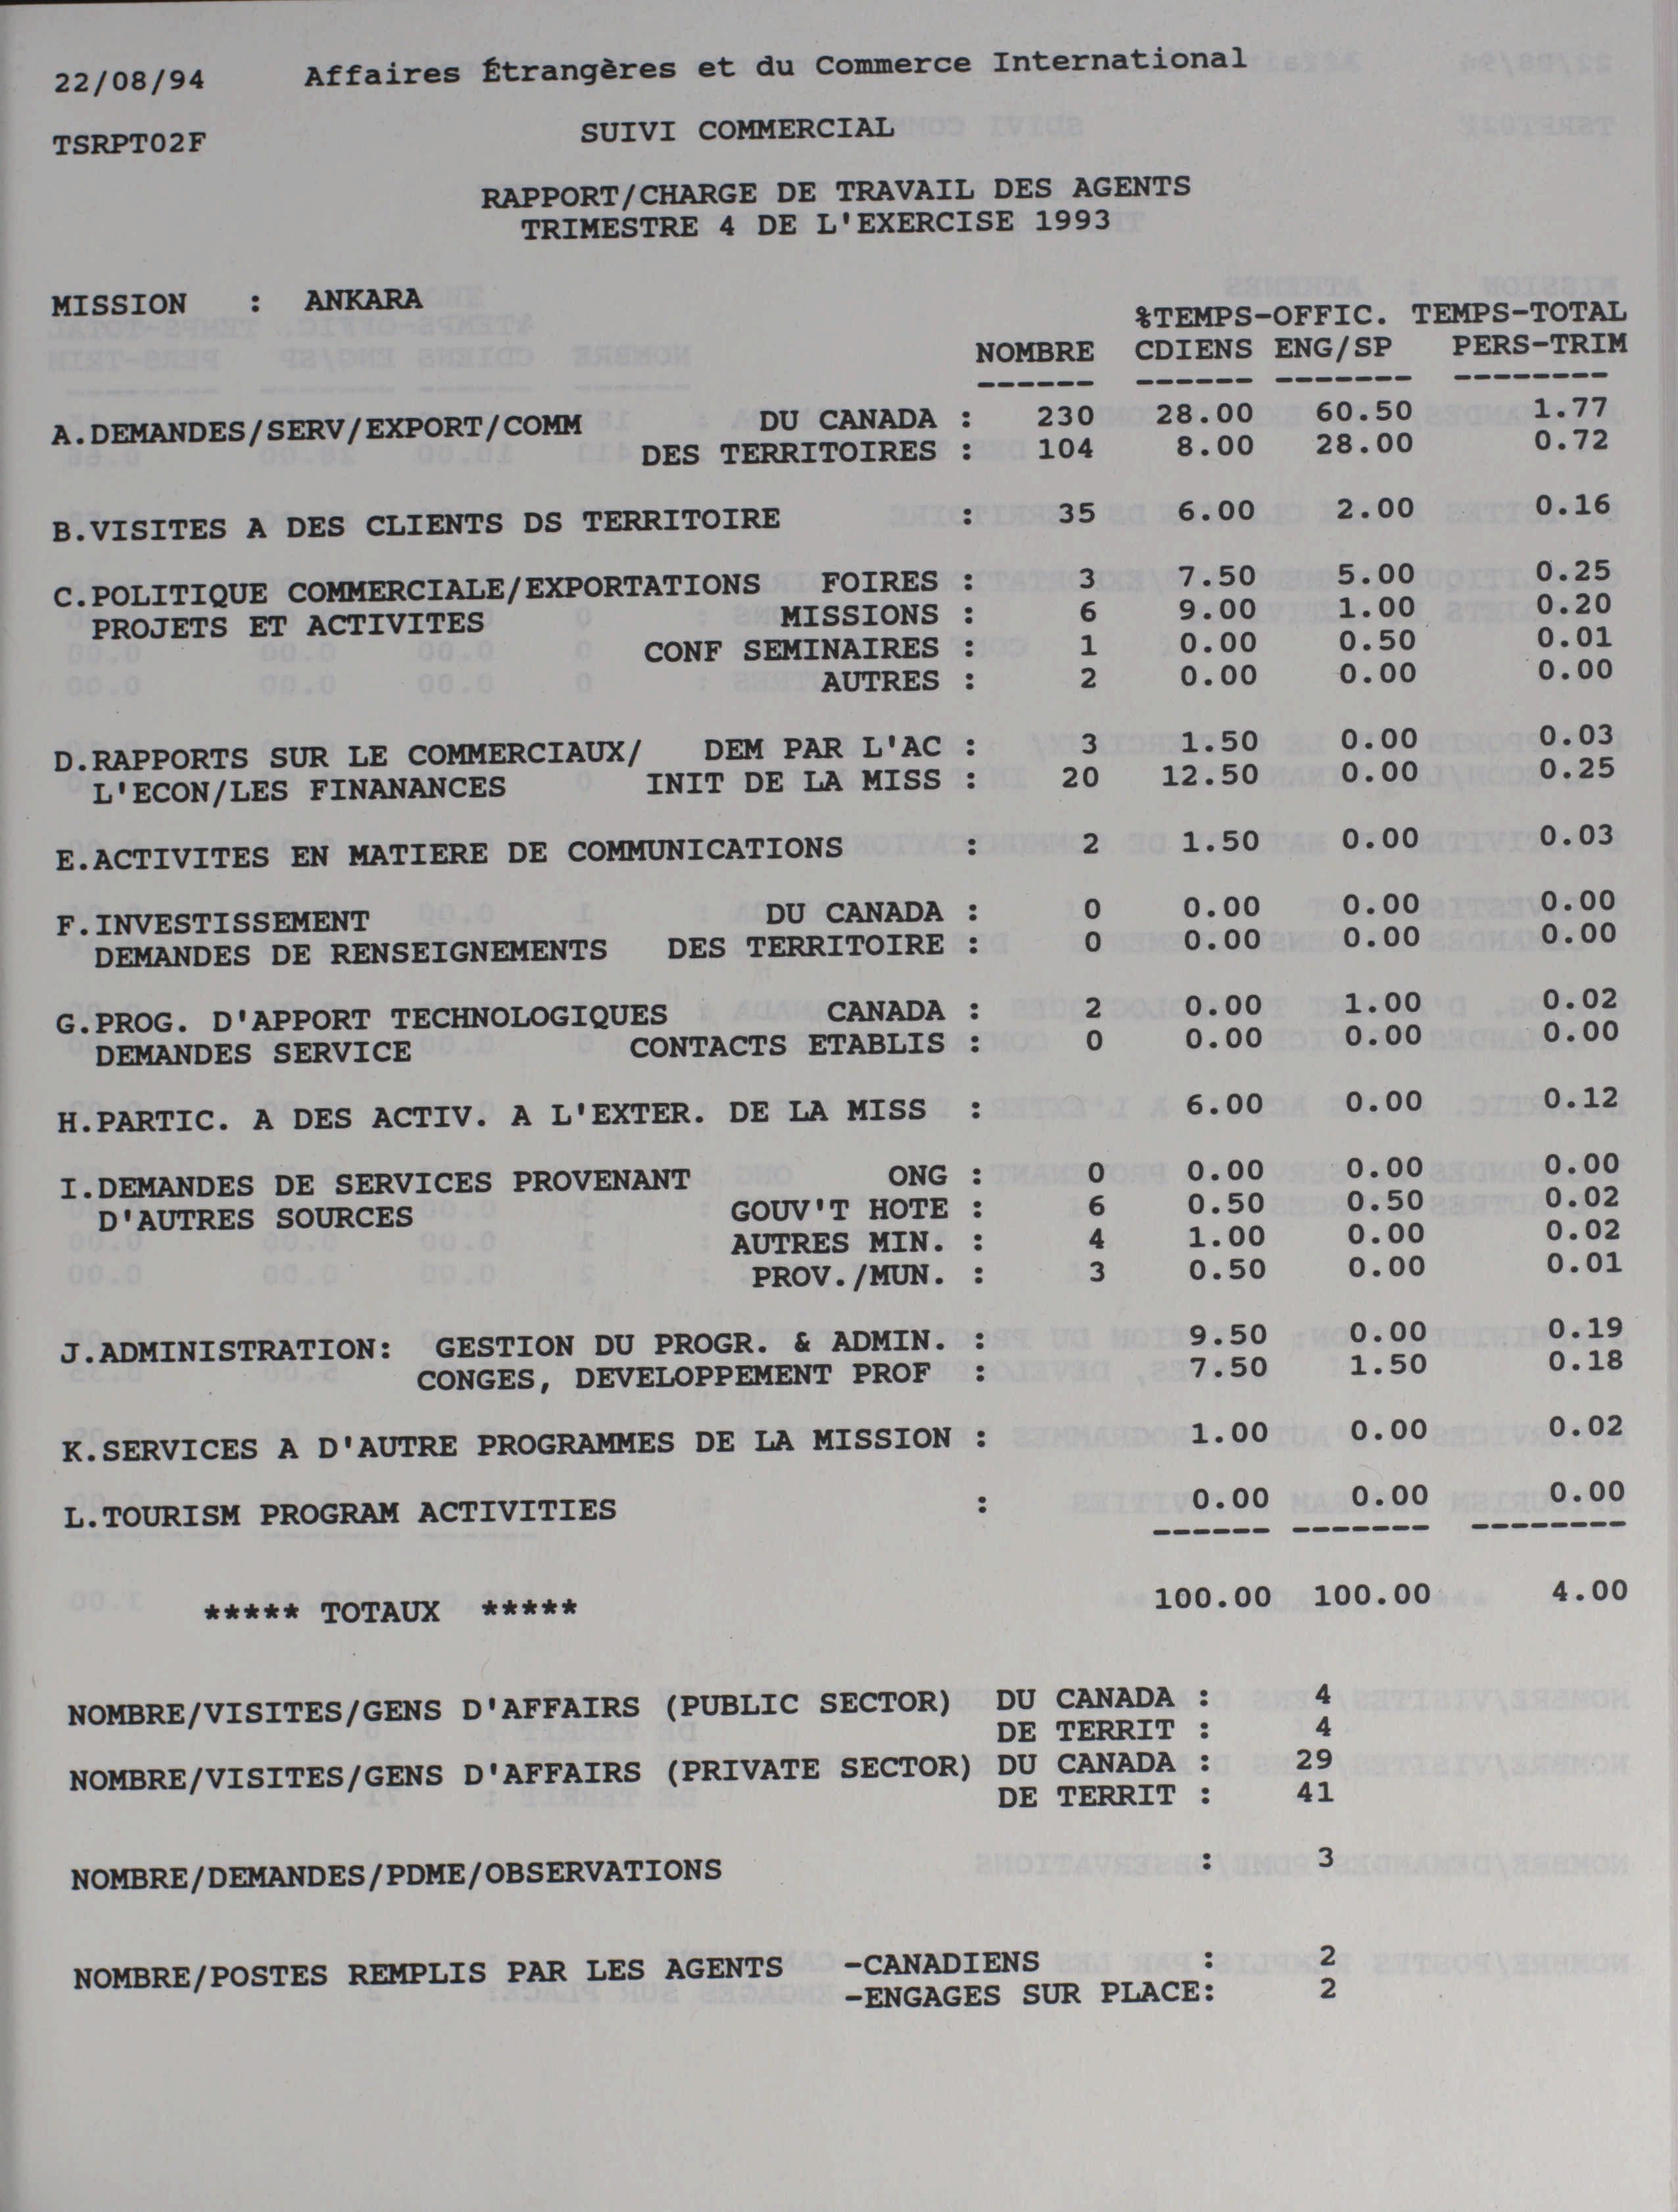 22/08/94 Affaires Étrangères et du Commerce International
TSRPT02F SUIVI COMMERCIAL
RAPPORT/CHARGE DE TRAVAIL DES AGENTS
TRIMESTRE 4 DE L'EXERCISE 1993
MISSION : ANKARA
%TEMPS-OFFIC. TEMPS-TOTAL
NOMBRE CDIENS ENG/SP PERS-TRIM
------ ------ ------- --------
A.DEMANDES/SERV/EXPORT/COMM DU CANADA : 230 28.00 60.50 1.77
DES TERRITOIRES : 104 8.00 28.00 0.72
B.VISITES A DES CLIENTS DS TERRITOIRE : 35 6.00 2.00 0.16
C.POLITIQUE COMMERCIALE/EXPORTATIONS FOIRES : 3 7.50 5.00 0.25
PROJETS ET ACTIVITES MISSIONS : 6 9.00 1.00 0.20
CONF SEMINAIRES : 1 0.00 0.50 0.01
AUTRES : 2 0.00 0.00 0.00
D.RAPPORTS SUR LE COMMERCIAUX/ DEM PAR L'AC : 3 1.50 0.00 0.03
L'ECON/LES FINANANCES INIT DE LA MISS : 20 12.50 0.00 0.25
E.ACTIVITES EN MATIERE DE COMMUNICATIONS : 2 1.50 0.00 0.03
F.INVESTISSEMENT DU CANADA : 0 0.00 0.00 0.00
DEMANDES DE RENSEIGNEMENTS DES TERRITOIRE : 0 0.00 0.00 0.00
G.PROG. D'APPORT TECHNOLOGIQUES CANADA : 2 0.00 1.00 0.02
DEMANDES SERVICE CONTACTS ETABLIS : 0 0.00 0.00 0.00
H.PARTIC. A DES ACTIV. A L'EXTER. DE LA MISS : 6.00 0.00 0.12
I.DEMANDES DE SERVICES PROVENANT ONG : 0 0.00 0.00 0.00
D'AUTRES SOURCES GOUV'T HOTE : 6 0.50 0.50 0.02
AUTRES MIN. : 4 1.00 0.00 0.02
PROV./MUN. : 3 0.50 0.00 0.01
J.ADMINISTRATION: GESTION DU PROGR. & ADMIN. : 9.50 0.00 0.19
CONGES, DEVELOPPEMENT PROF : 7.50 1.50 0.18
K.SERVICES A D'AUTRE PROGRAMMES DE LA MISSION : 1.00 0.00 0.02
L.TOURISM PROGRAM ACTIVITIES : 0.00 0.00 0.00
------ ------- --------
***** TOTAUX ***** 100.00 100.00 4.00
NOMBRE/VISITES/GENS D'AFFAIRS (PUBLIC SECTOR) DU CANADA : 4
DE TERRIT : 4
NOMBRE/VISITES/GENS D'AFFAIRS (PRIVATE SECTOR) DU CANADA : 29
DE TERRIT : 41
NOMBRE/DEMANDES/PDME/OBSERVATIONS : 3
NOMBRE/POSTES REMPLIS PAR LES AGENTS -CANADIENS : 2
-ENGAGES SUR PLACE: 2